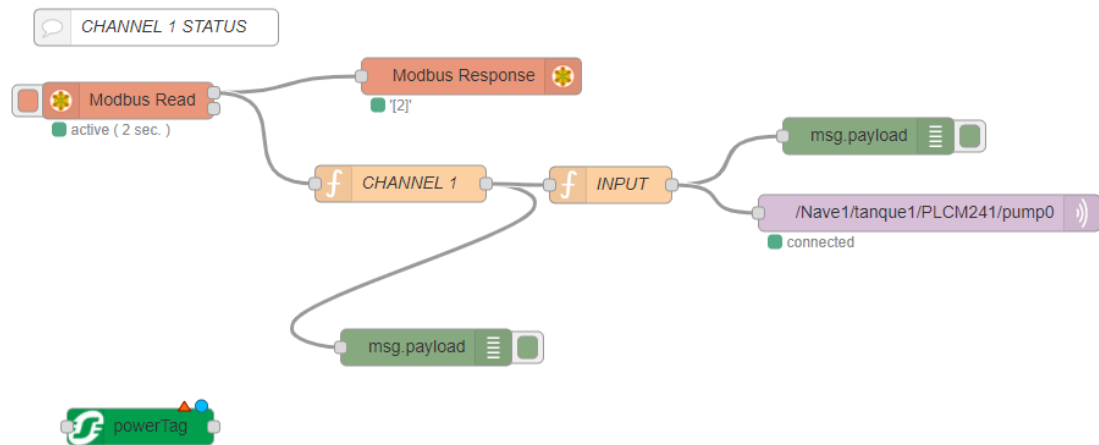 CHANNEL 1 STATUS
Modbus Read
active ( 2 sec. )
Modbus Response
'[2]'
CHANNEL 1
INPUT
msg.payload
/Nave1/tanque1/PLCM241/pump0
connected
msg.payload
powerTag